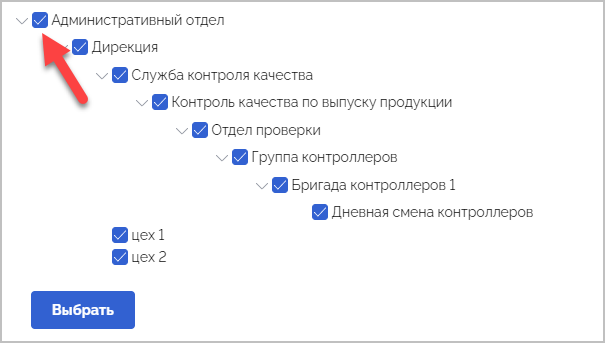 Административный отдел
Дирекция
Служба контроля качества
Контроль качества по выпуску продукции
Отдел проверки
Группа контроллеров
Бригада контроллеров 1
Дневная смена контроллеров
цех 1
цех 2
Выбрать